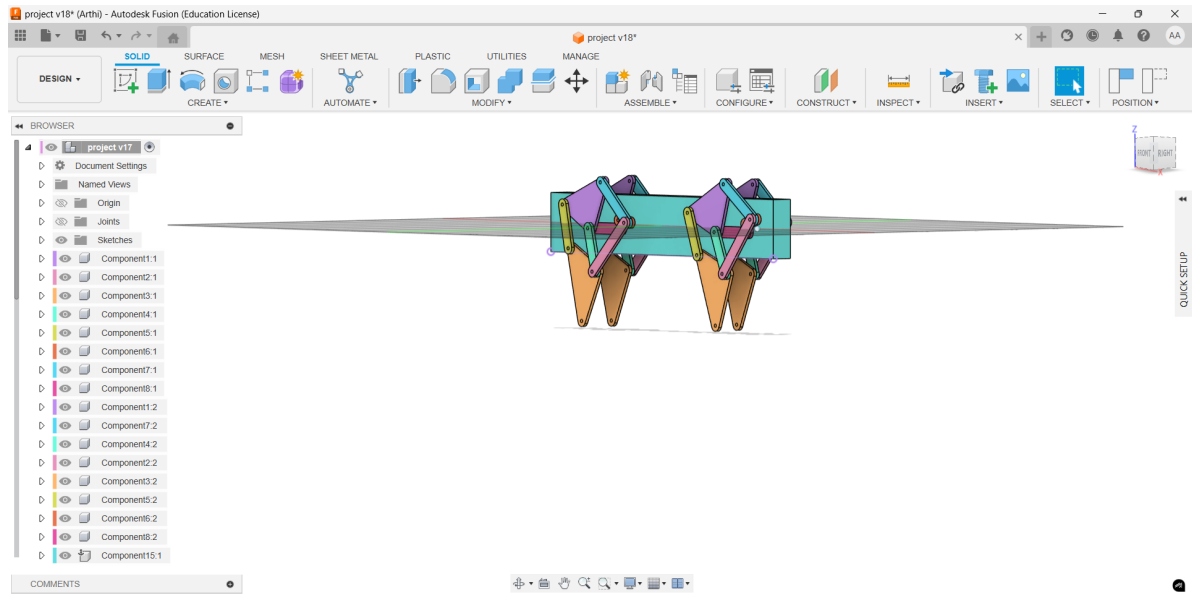 project v18* (Arthi) - Autodesk Fusion (Education License)
project v18*
AA
SOLID SURFACE MESH SHEET METAL PLASTIC UTILITIES MANAGE
DESIGN
CREATE AUTOMATE MODIFY ASSEMBLE CONFIGURE CONSTRUCT INSPECT INSERT SELECT POSITION
BROWSER
project v17
Document Settings
Named Views
Origin
Joints
Sketches
Component1:1
Component2:1
Component3:1
Component4:1
Component5:1
Component6:1
Component7:1
Component8:1
Component1:2
Component7:2
Component4:2
Component2:2
Component3:2
Component5:2
Component6:2
Component8:2
Component15:1
Z
FRONT RIGHT
X
QUICK SETUP
COMMENTS